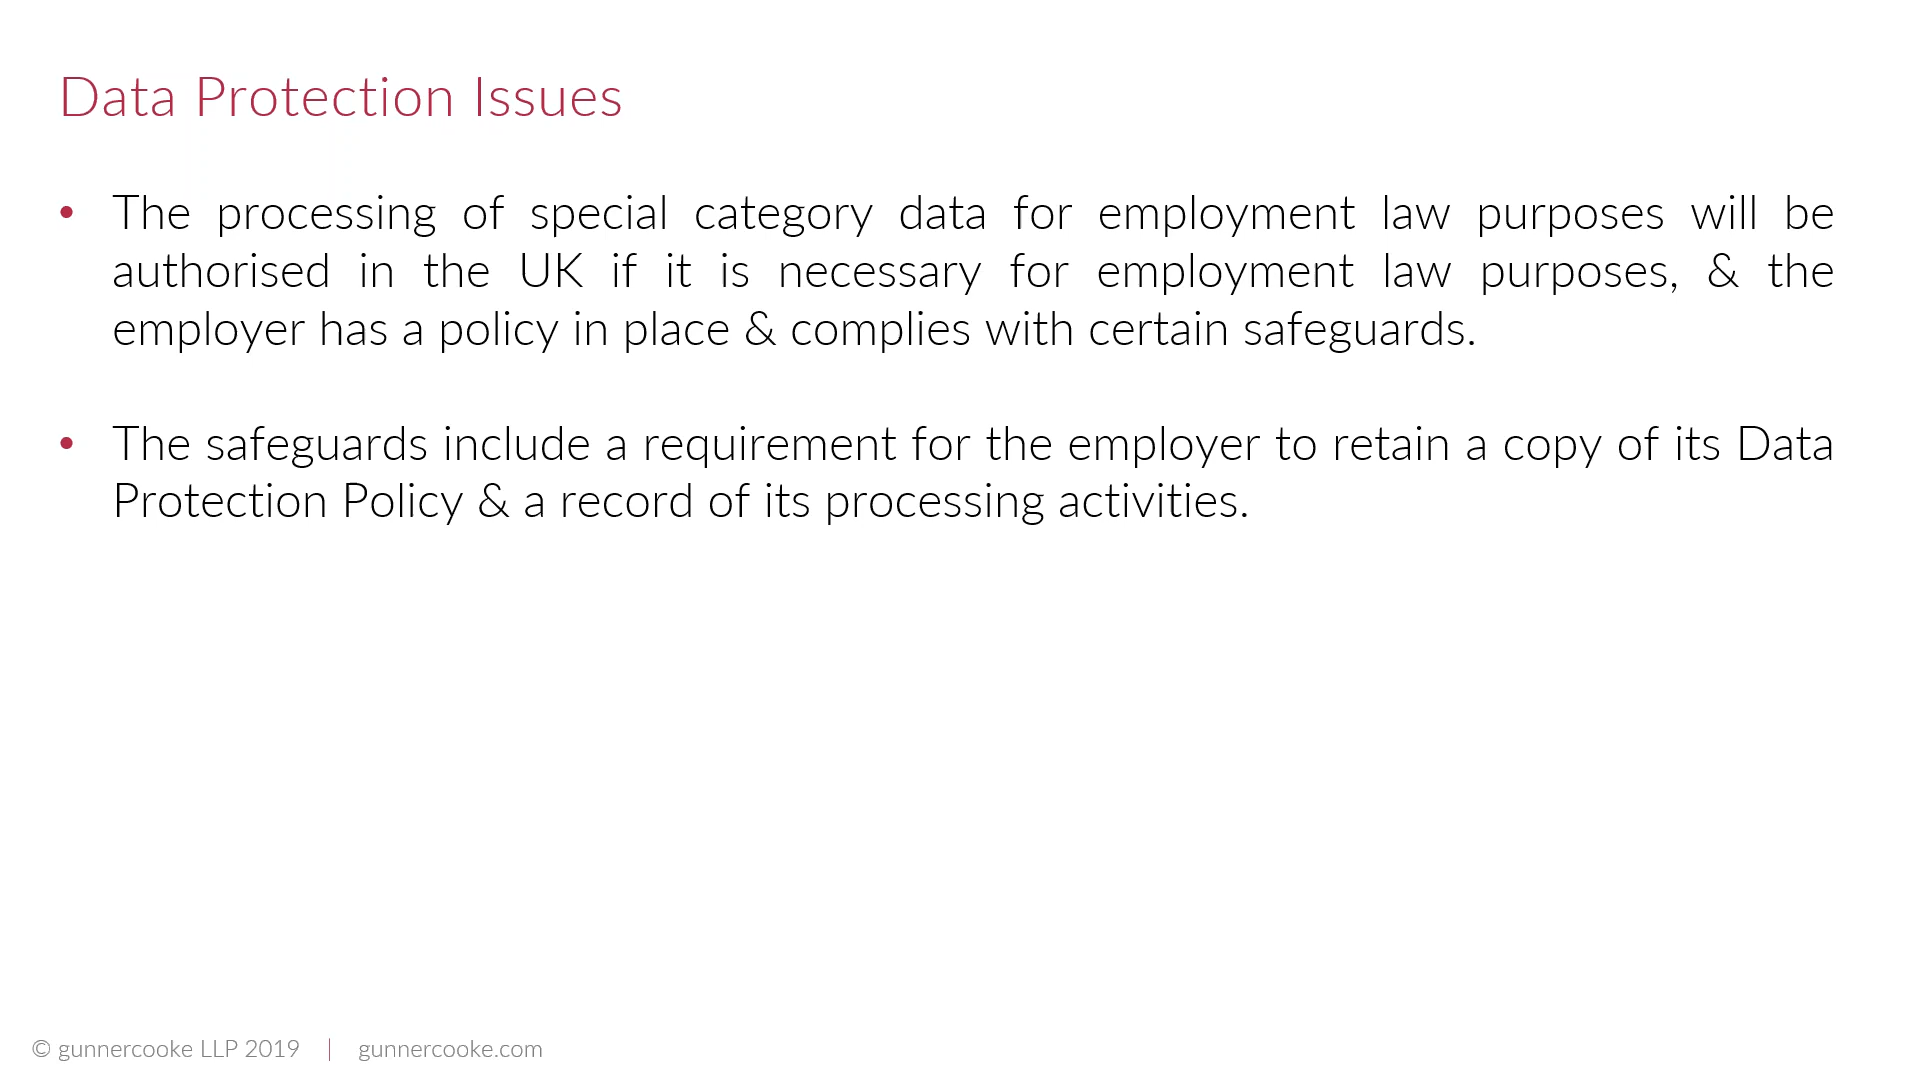 Data Protection Issues
• The processing of special category data for employment law purposes will be
authorised in the UK if it is necessary for employment law purposes, & the
employer has a policy in place & complies with certain safeguards.
• The safeguards include a requirement for the employer to retain a copy of its Data
Protection Policy & a record of its processing activities.
© gunnercooke LLP 2019 | gunnercooke.com